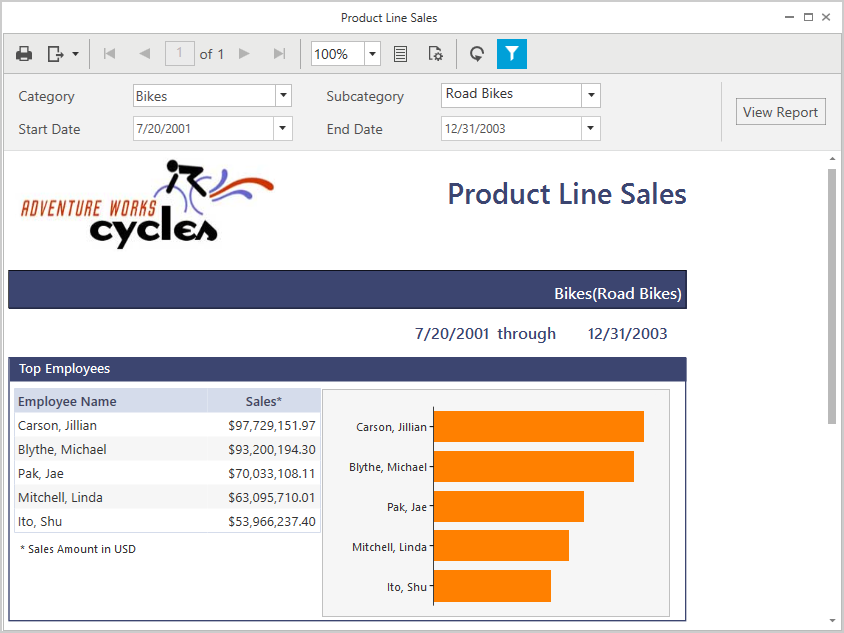 Product Line Sales
1 of 1 100%
Category Bikes Subcategory Road Bikes
View Report
Start Date 7/20/2001 End Date 12/31/2003
ADVENTURE WORKS
cycles
Product Line Sales
Bikes(Road Bikes)
7/20/2001 through 12/31/2003
Top Employees
Employee Name Sales*
Carson, Jillian $97,729,151.97
Blythe, Michael $93,200,194.30
Pak, Jae $70,033,108.11
Mitchell, Linda $63,095,710.01
Ito, Shu $53,966,237.40
* Sales Amount in USD
Carson, Jillian
Blythe, Michael
Pak, Jae
Mitchell, Linda
Ito, Shu